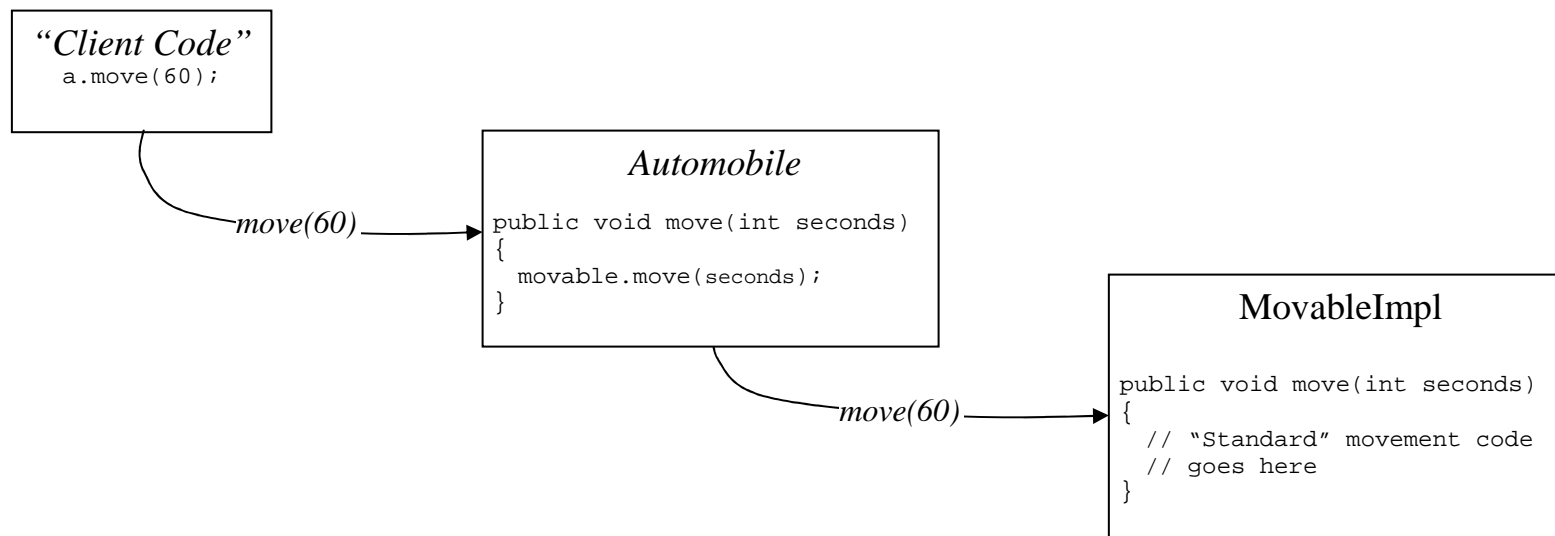 “Client Code”
a.move(60);
move(60)
Automobile
public void move(int seconds)
{
movable.move(seconds);
}
move(60)
MovableImpl
public void move(int seconds)
{
// “Standard” movement code
// goes here
}